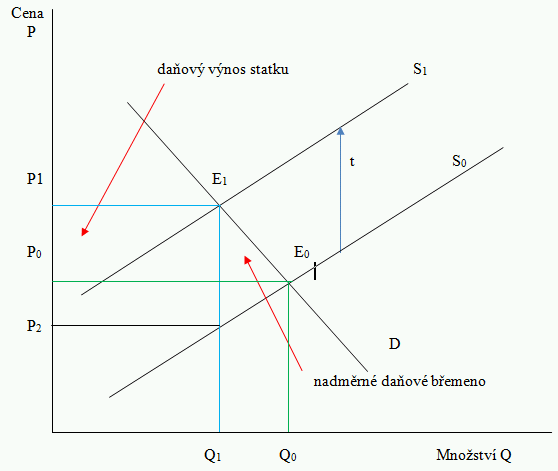 Cena
P
daňový výnos statku
S1
t
S0
P1
E1
P0
E0
P2
D
nadměrné daňové břemeno
Q1
Q0
Množství Q